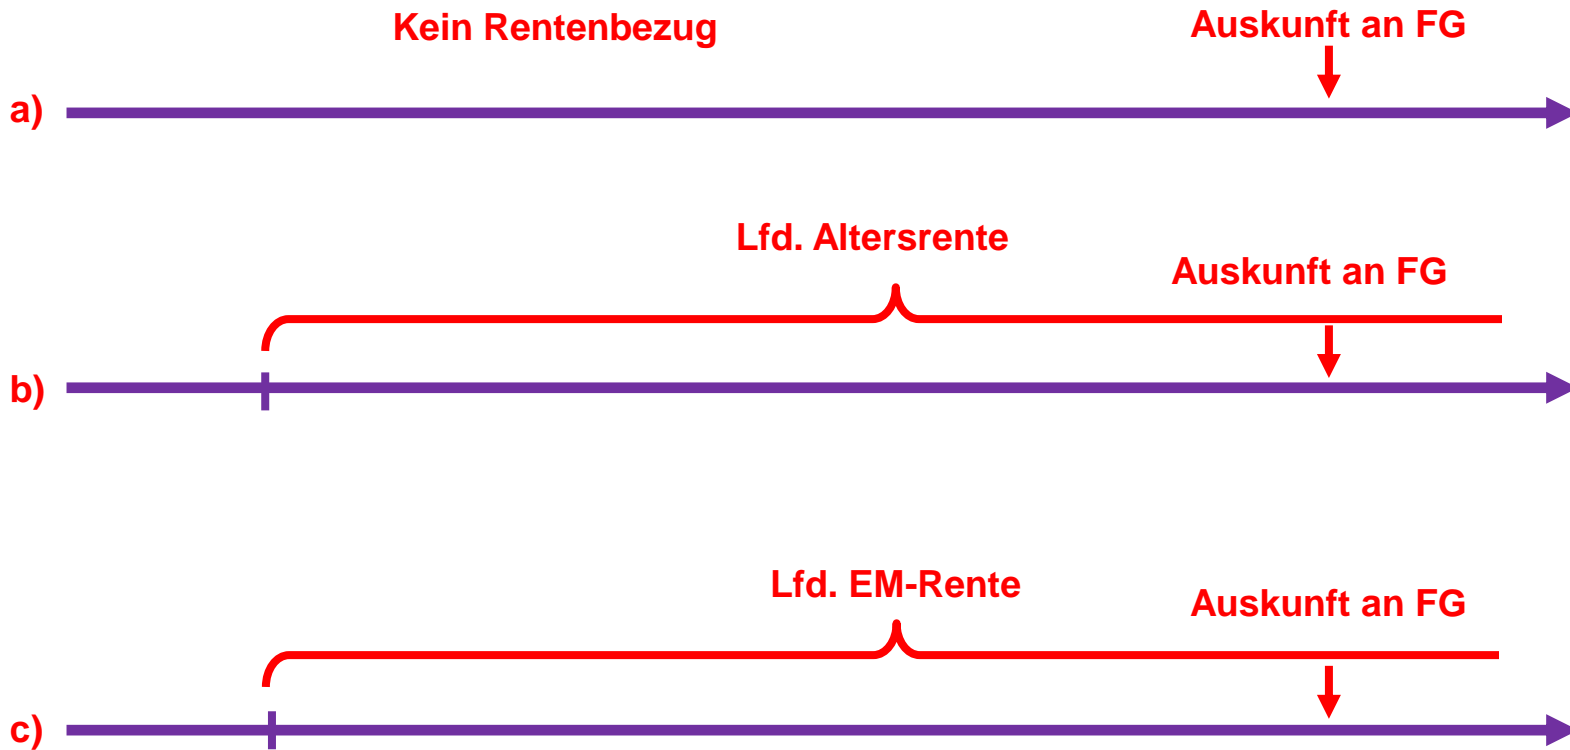 Kein Rentenbezug
Auskunft an FG
a)
Lfd. Altersrente
Auskunft an FG
b)
Lfd. EM-Rente
Auskunft an FG
c)